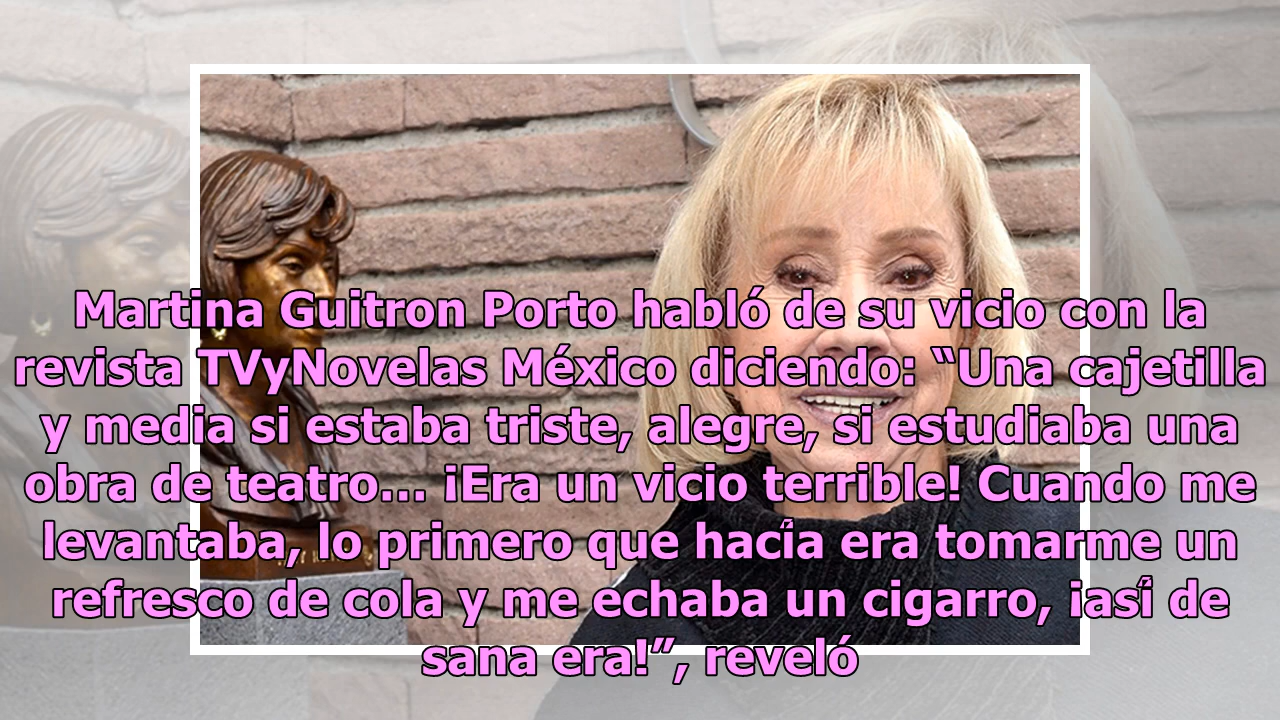 Martina Guitron Porto habló de su vicio con la
revista TVyNovelas México diciendo: “Una cajetilla
y media si estaba triste, alegre, si estudiaba una
obra de teatro... ¡Era un vicio terrible! Cuando me
levantaba, lo primero que hacía era tomarme un
refresco de cola y me echaba un cigarro, ¡así de
sana era!”, reveló